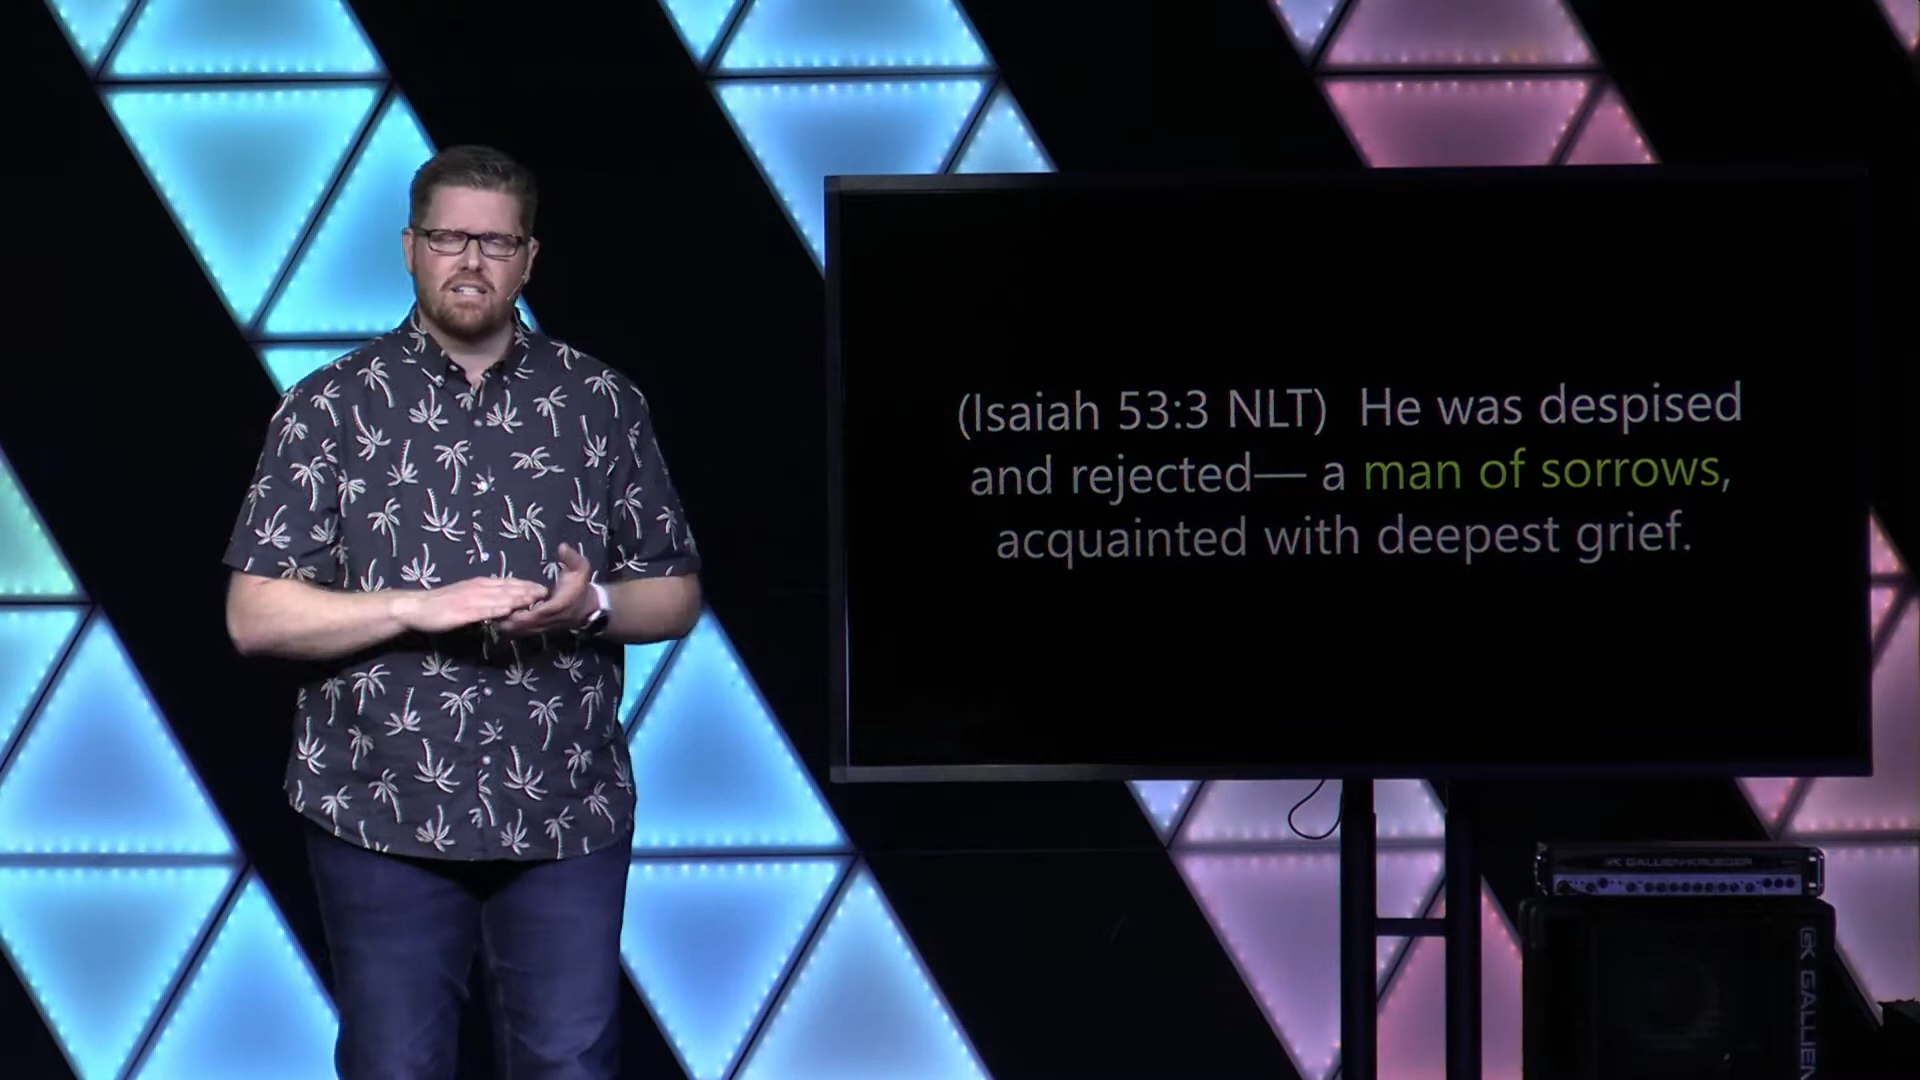 (Isaiah 53:3 NLT)  He was despised
and rejected— a man of sorrows,
acquainted with deepest grief.
GALLIEN-KRUEGER
GK GALLIEN